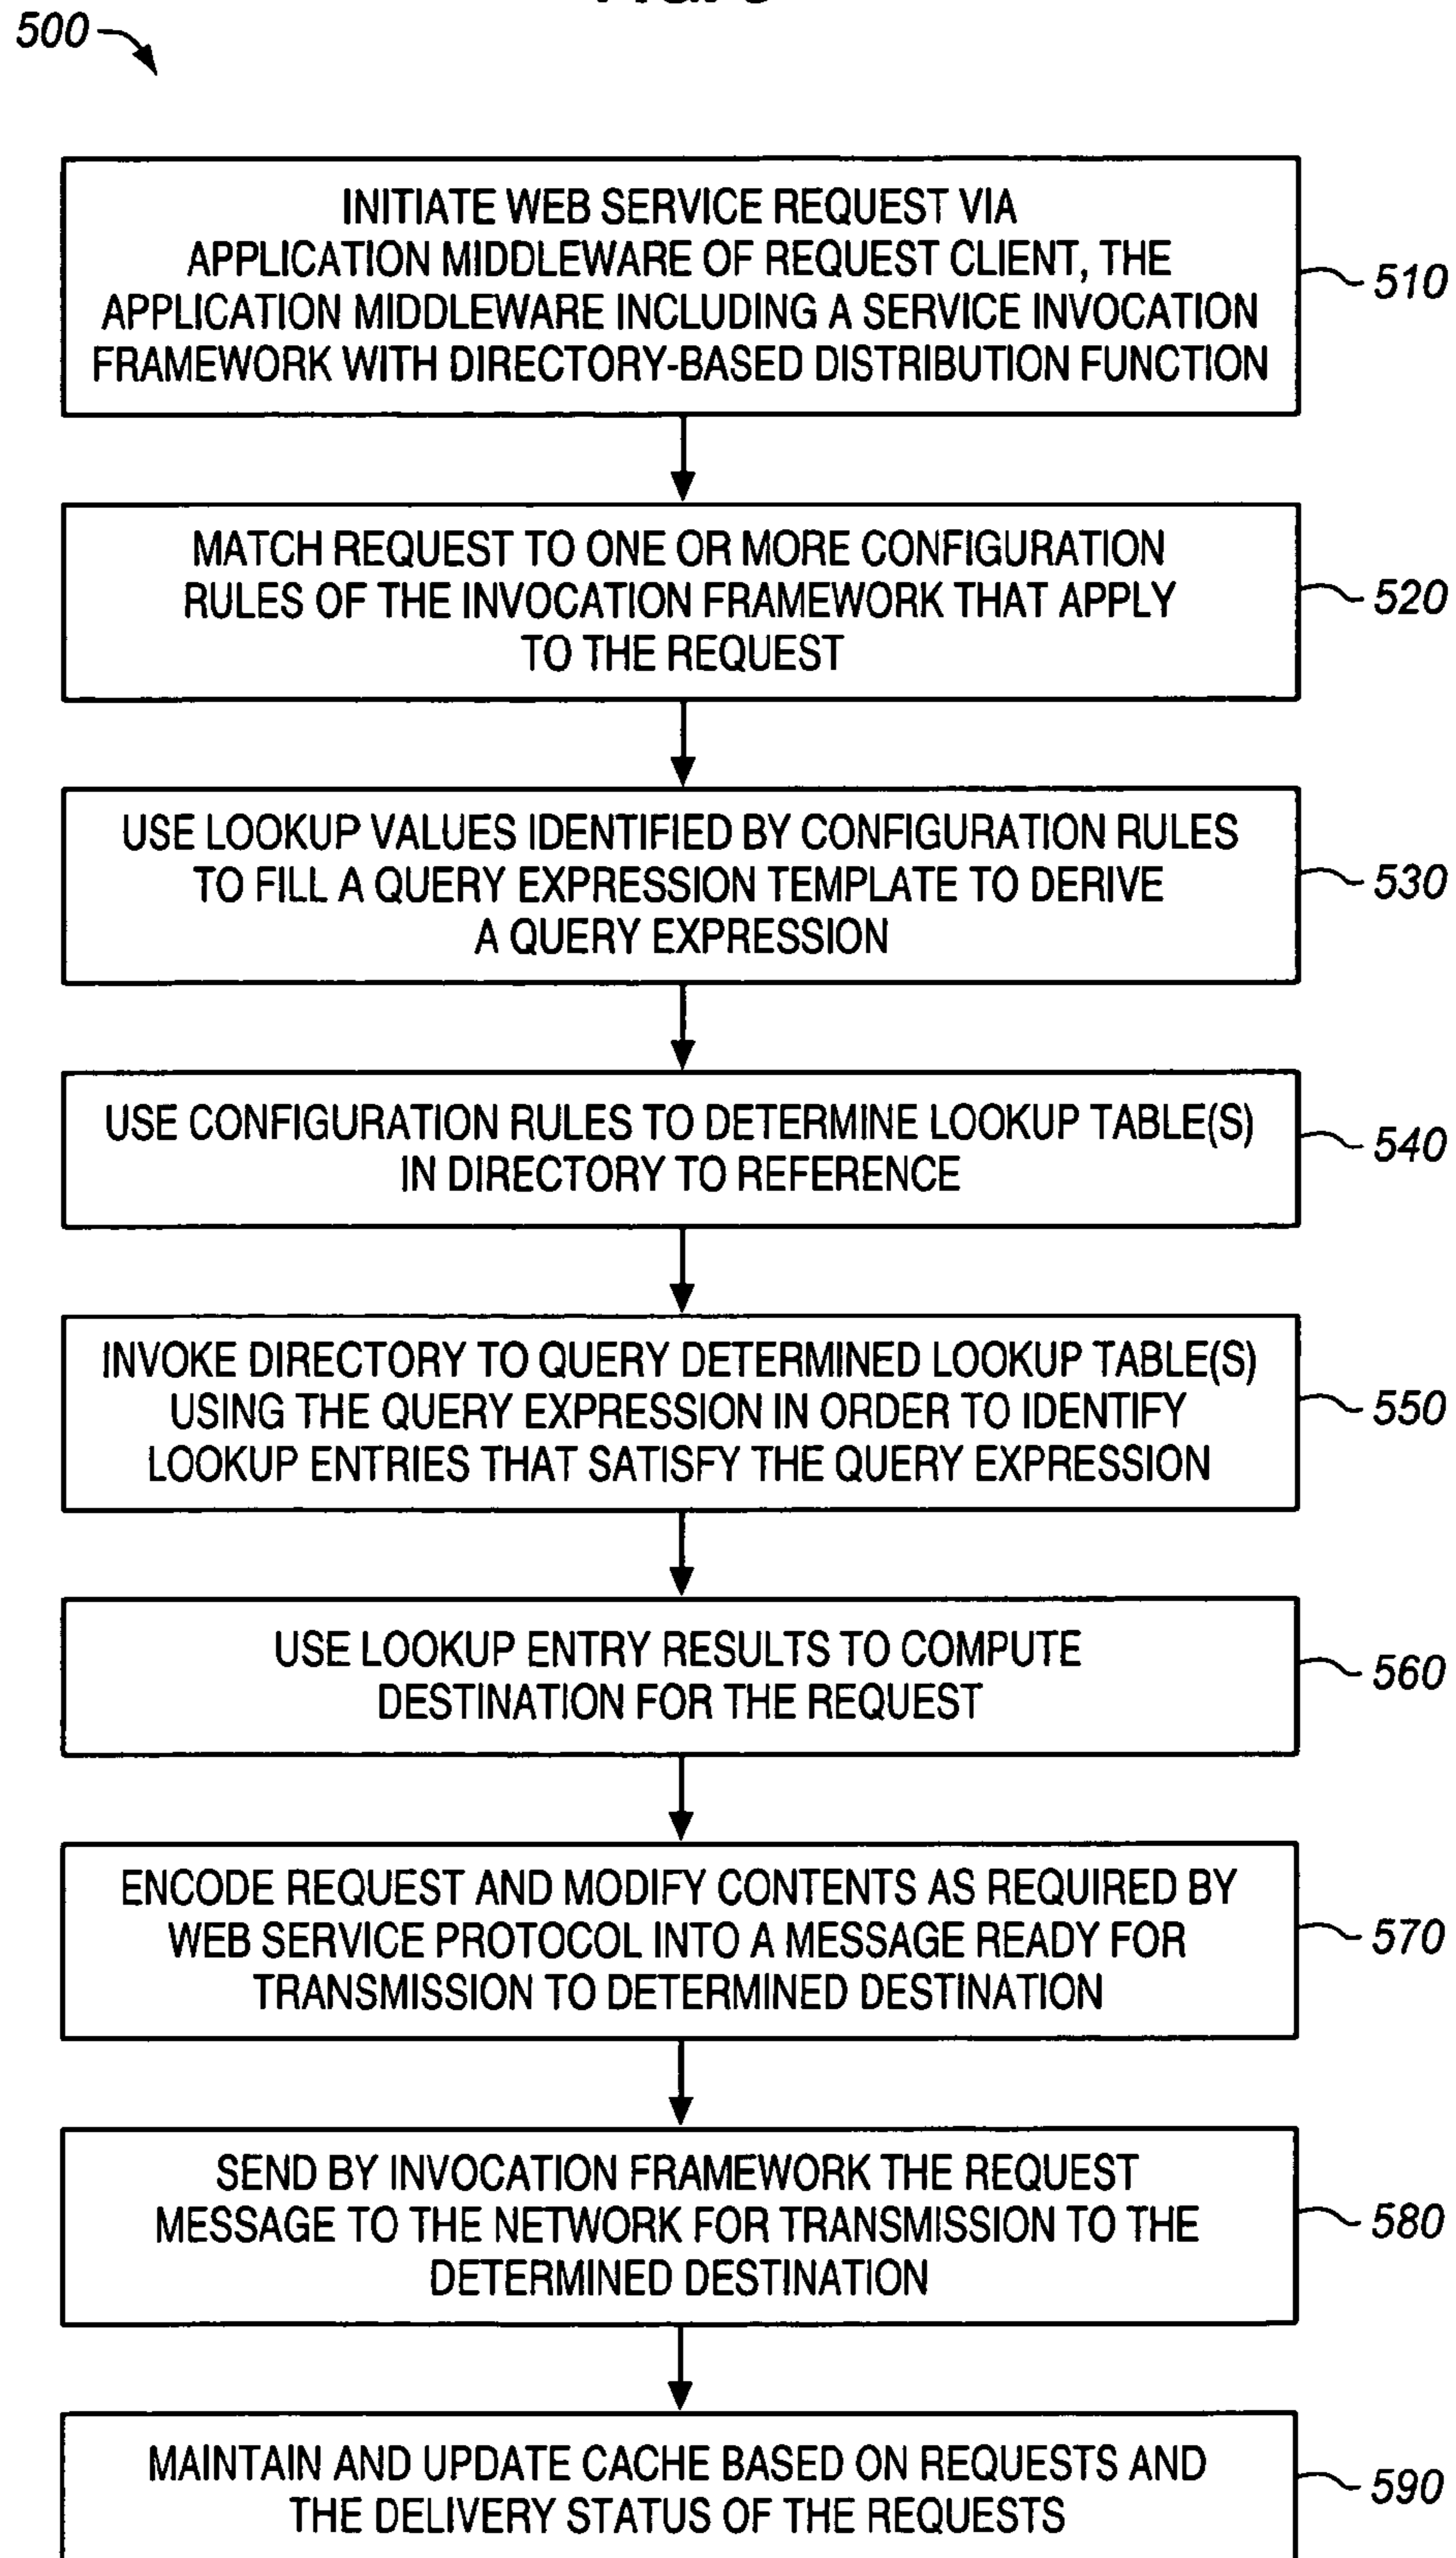 500
INITIATE WEB SERVICE REQUEST VIA
APPLICATION MIDDLEWARE OF REQUEST CLIENT, THE
APPLICATION MIDDLEWARE INCLUDING A SERVICE INVOCATION
FRAMEWORK WITH DIRECTORY-BASED DISTRIBUTION FUNCTION
510
MATCH REQUEST TO ONE OR MORE CONFIGURATION
RULES OF THE INVOCATION FRAMEWORK THAT APPLY
TO THE REQUEST
520
USE LOOKUP VALUES IDENTIFIED BY CONFIGURATION RULES
TO FILL A QUERY EXPRESSION TEMPLATE TO DERIVE
A QUERY EXPRESSION
530
USE CONFIGURATION RULES TO DETERMINE LOOKUP TABLE(S)
IN DIRECTORY TO REFERENCE
540
INVOKE DIRECTORY TO QUERY DETERMINED LOOKUP TABLE(S)
USING THE QUERY EXPRESSION IN ORDER TO IDENTIFY
LOOKUP ENTRIES THAT SATISFY THE QUERY EXPRESSION
550
USE LOOKUP ENTRY RESULTS TO COMPUTE
DESTINATION FOR THE REQUEST
560
ENCODE REQUEST AND MODIFY CONTENTS AS REQUIRED BY
WEB SERVICE PROTOCOL INTO A MESSAGE READY FOR
TRANSMISSION TO DETERMINED DESTINATION
570
SEND BY INVOCATION FRAMEWORK THE REQUEST
MESSAGE TO THE NETWORK FOR TRANSMISSION TO THE
DETERMINED DESTINATION
580
MAINTAIN AND UPDATE CACHE BASED ON REQUESTS AND
THE DELIVERY STATUS OF THE REQUESTS
590